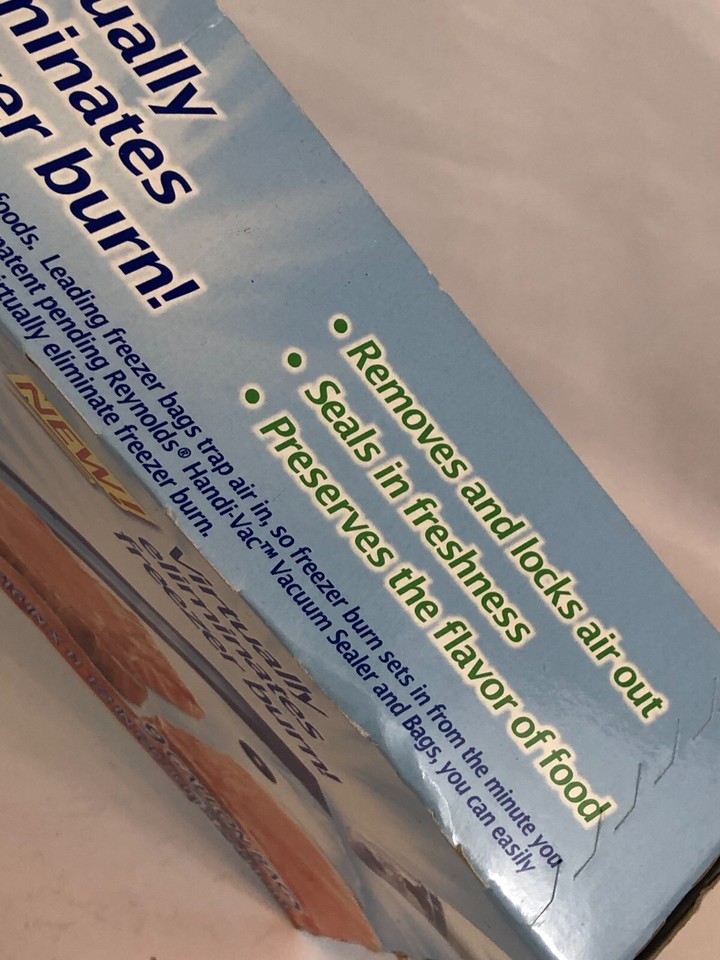 ually
minates
er burn!
• Removes and locks air out
• Seals in freshness
• Preserves the flavor of food
foods. Leading freezer bags trap air in, so freezer burn sets in from the minute you
patent pending Reynolds® Handi-Vac™ Vacuum Sealer and Bags, you can easily
irtually eliminate freezer burn.
NEW!
Virtually
eliminates
freezer burn!